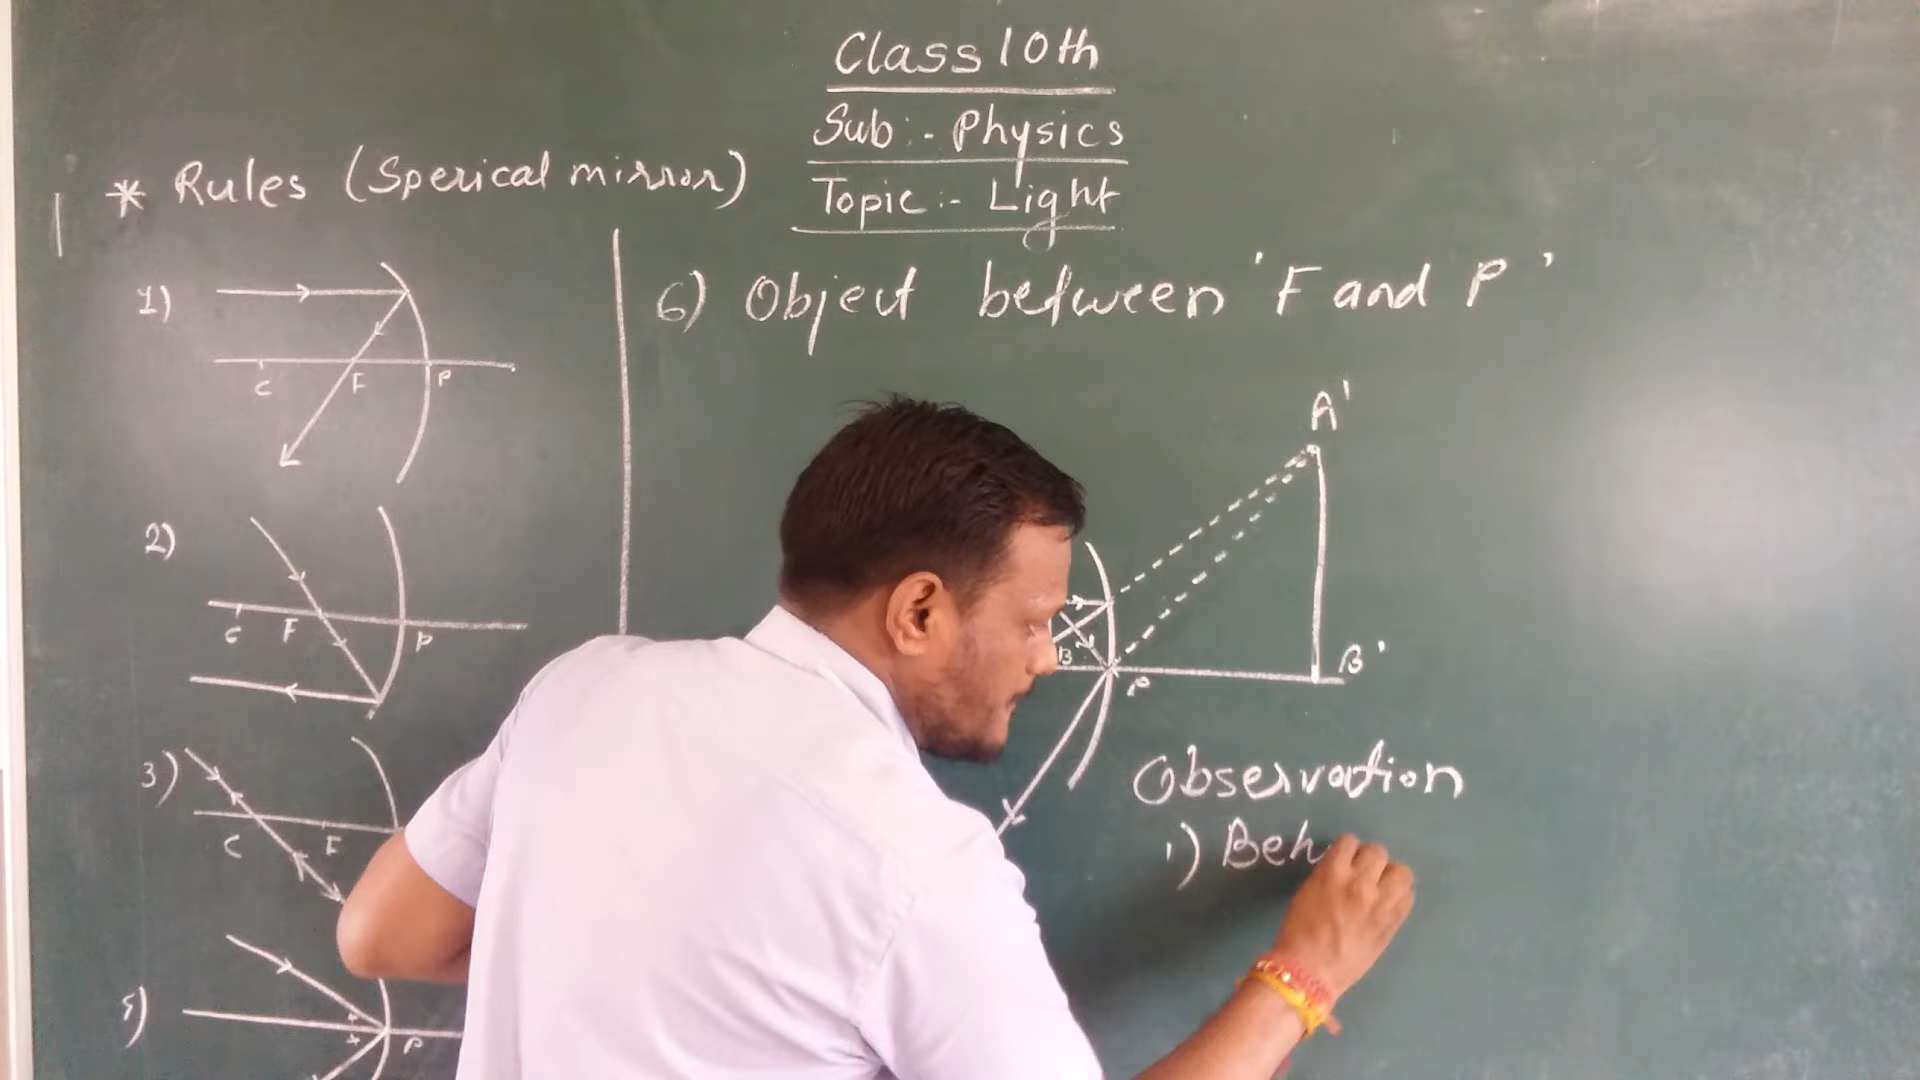 Class 10th
Sub :- Physics
Topic :- Light
* Rules (Sperical mirror)
1)
C F P
2)
C F P
3)
C F
P
6) Object between 'F and P'
A'
B
P
B'
Observation
1) Beh